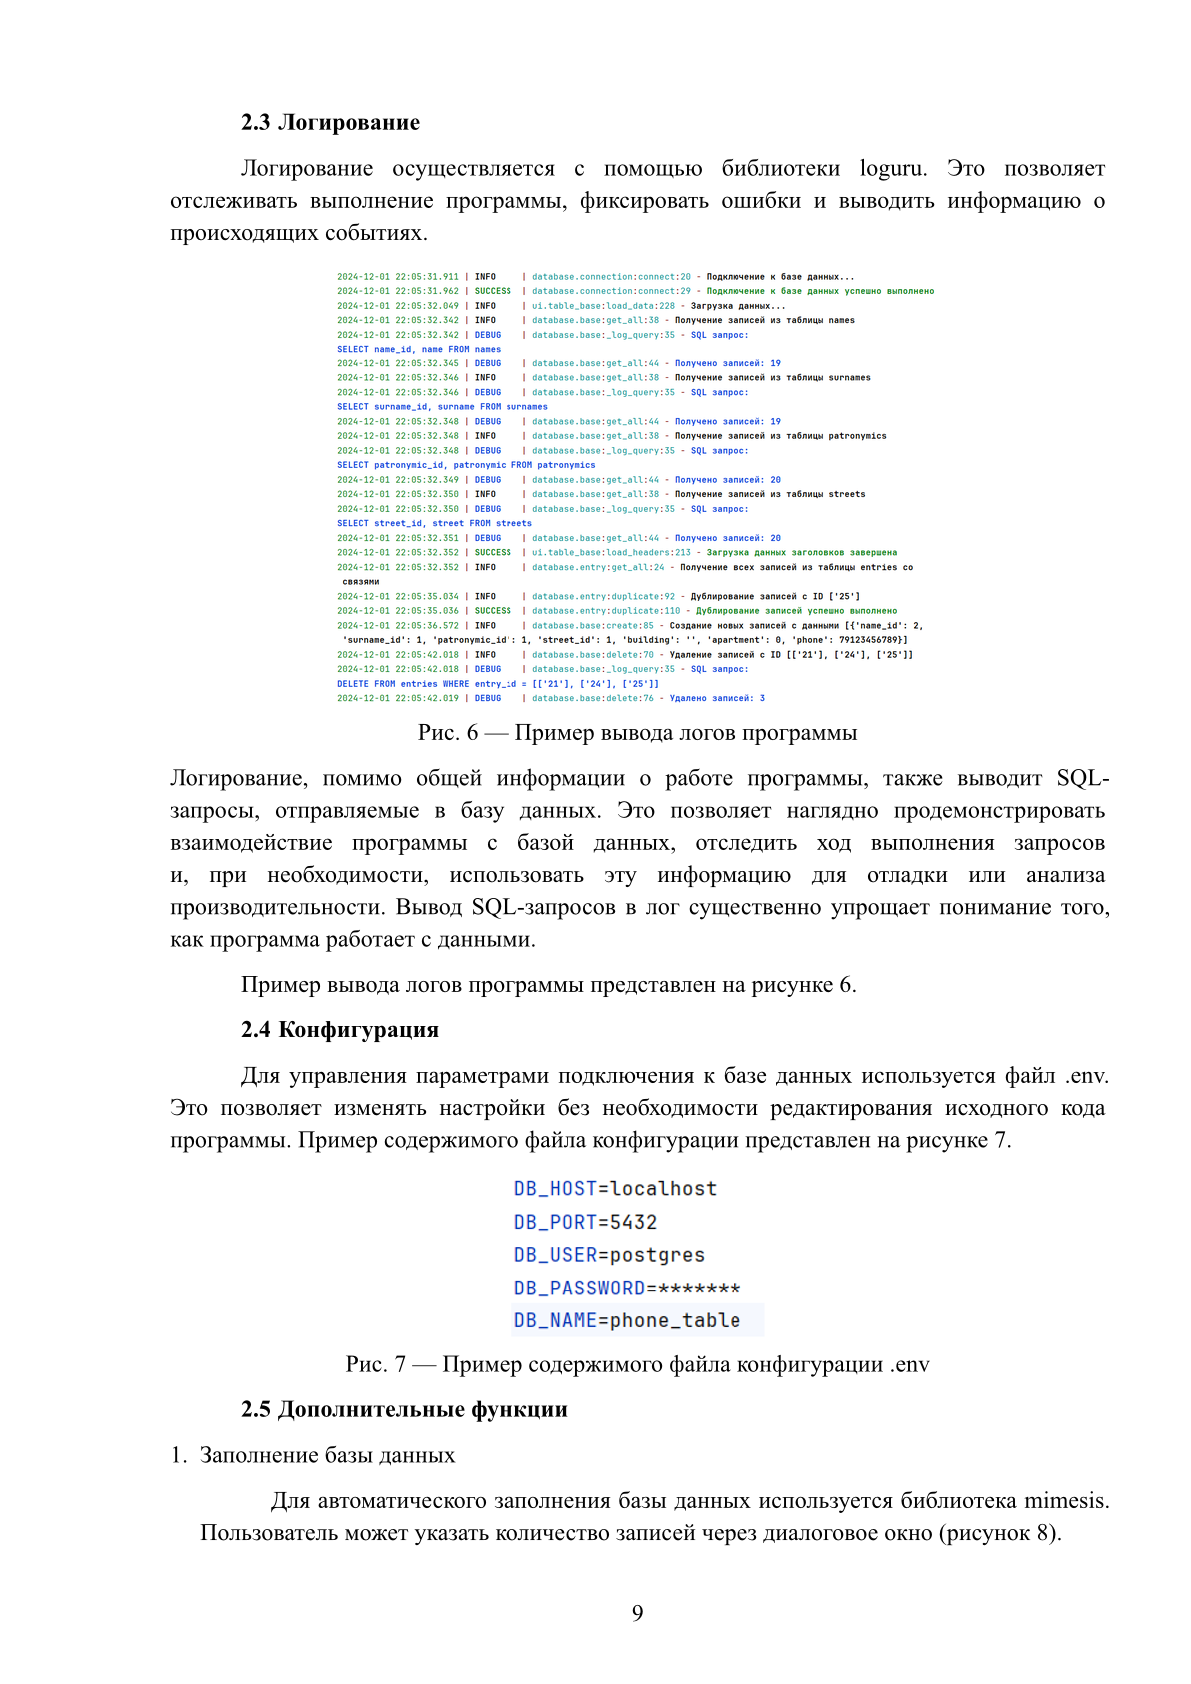 2.3 Логирование
Логирование осуществляется с помощью библиотеки loguru. Это позволяет
отслеживать выполнение программы, фиксировать ошибки и выводить информацию о
происходящих событиях.
2024-12-01 22:05:31.911 | INFO | database.connection:connect:20 - Подключение к базе данных...
2024-12-01 22:05:31.962 | SUCCESS | database.connection:connect:29 - Подключение к базе данных успешно выполнено
2024-12-01 22:05:32.049 | INFO | ui.table_base:load_data:228 - Загрузка данных...
2024-12-01 22:05:32.342 | INFO | database.base:get_all:38 - Получение записей из таблицы names
2024-12-01 22:05:32.342 | DEBUG | database.base:_log_query:35 - SQL запрос:
SELECT name_id, name FROM names
2024-12-01 22:05:32.345 | DEBUG | database.base:get_all:44 - Получено записей: 19
2024-12-01 22:05:32.346 | INFO | database.base:get_all:38 - Получение записей из таблицы surnames
2024-12-01 22:05:32.346 | DEBUG | database.base:_log_query:35 - SQL запрос:
SELECT surname_id, surname FROM surnames
2024-12-01 22:05:32.348 | DEBUG | database.base:get_all:44 - Получено записей: 19
2024-12-01 22:05:32.348 | INFO | database.base:get_all:38 - Получение записей из таблицы patronymics
2024-12-01 22:05:32.348 | DEBUG | database.base:_log_query:35 - SQL запрос:
SELECT patronymic_id, patronymic FROM patronymics
2024-12-01 22:05:32.349 | DEBUG | database.base:get_all:44 - Получено записей: 20
2024-12-01 22:05:32.350 | INFO | database.base:get_all:38 - Получение записей из таблицы streets
2024-12-01 22:05:32.350 | DEBUG | database.base:_log_query:35 - SQL запрос:
SELECT street_id, street FROM streets
2024-12-01 22:05:32.351 | DEBUG | database.base:get_all:44 - Получено записей: 20
2024-12-01 22:05:32.352 | SUCCESS | ui.table_base:load_headers:213 - Загрузка данных заголовков завершена
2024-12-01 22:05:32.352 | INFO | database.entry:get_all:24 - Получение всех записей из таблицы entries со
связями
2024-12-01 22:05:35.034 | INFO | database.entry:duplicate:92 - Дублирование записей с ID ['25']
2024-12-01 22:05:35.036 | SUCCESS | database.entry:duplicate:110 - Дублирование записей успешно выполнено
2024-12-01 22:05:36.572 | INFO | database.base:create:85 - Создание новых записей с данными [{'name_id': 2,
'surname_id': 1, 'patronymic_id': 1, 'street_id': 1, 'building': '', 'apartment': 0, 'phone': 79123456789}]
2024-12-01 22:05:42.018 | INFO | database.base:delete:70 - Удаление записей с ID [['21'], ['24'], ['25']]
2024-12-01 22:05:42.018 | DEBUG | database.base:_log_query:35 - SQL запрос:
DELETE FROM entries WHERE entry_id = [['21'], ['24'], ['25']]
2024-12-01 22:05:42.019 | DEBUG | database.base:delete:76 - Удалено записей: 3
Рис. 6 — Пример вывода логов программы
Логирование, помимо общей информации о работе программы, также выводит SQL-
запросы, отправляемые в базу данных. Это позволяет наглядно продемонстрировать
взаимодействие программы с базой данных, отследить ход выполнения запросов
и, при необходимости, использовать эту информацию для отладки или анализа
производительности. Вывод SQL-запросов в лог существенно упрощает понимание того,
как программа работает с данными.
Пример вывода логов программы представлен на рисунке 6.
2.4 Конфигурация
Для управления параметрами подключения к базе данных используется файл .env.
Это позволяет изменять настройки без необходимости редактирования исходного кода
программы. Пример содержимого файла конфигурации представлен на рисунке 7.
DB_HOST=localhost
DB_PORT=5432
DB_USER=postgres
DB_PASSWORD=*******
DB_NAME=phone_table
Рис. 7 — Пример содержимого файла конфигурации .env
2.5 Дополнительные функции
1. Заполнение базы данных
Для автоматического заполнения базы данных используется библиотека mimesis.
Пользователь может указать количество записей через диалоговое окно (рисунок 8).
9